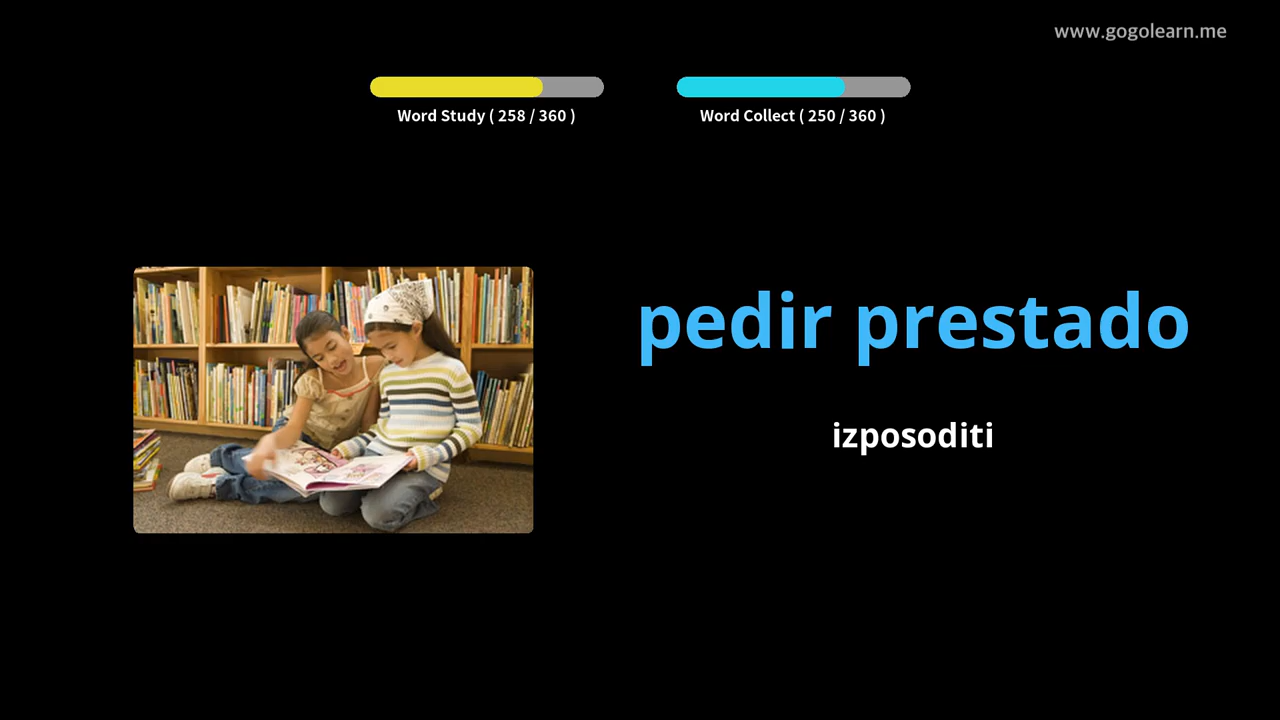 www.gogolearn.me
Word Study ( 258 / 360 )
Word Collect ( 250 / 360 )
pedir prestado
izposoditi